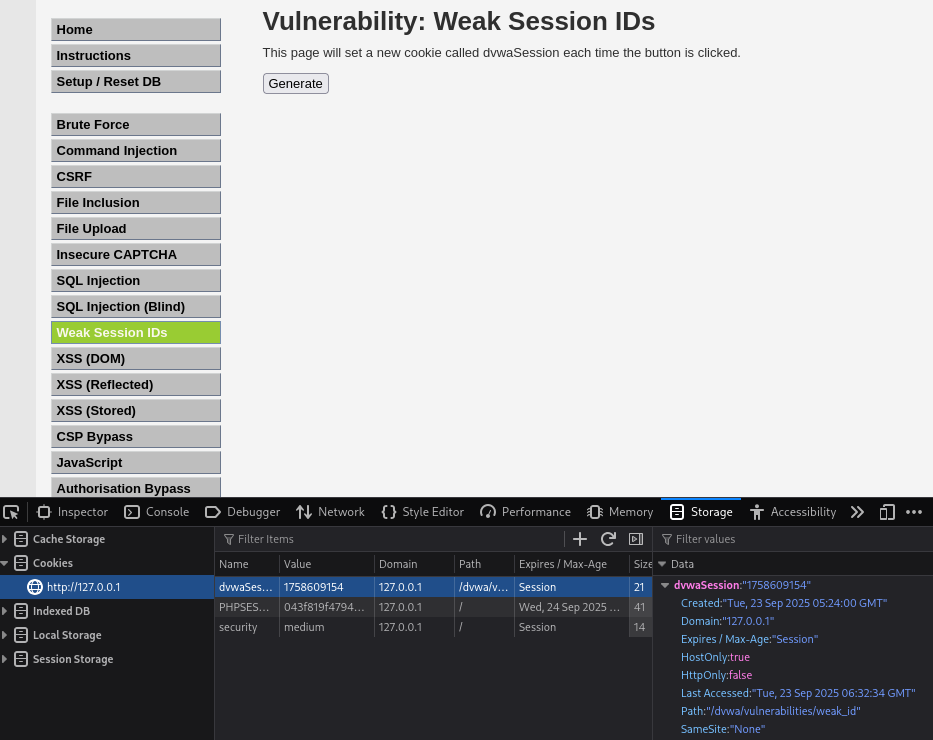 Vulnerability: Weak Session IDs
This page will set a new cookie called dvwaSession each time the button is clicked.
Generate
Home
Instructions
Setup / Reset DB
Brute Force
Command Injection
CSRF
File Inclusion
File Upload
Insecure CAPTCHA
SQL Injection
SQL Injection (Blind)
Weak Session IDs
XSS (DOM)
XSS (Reflected)
XSS (Stored)
CSP Bypass
JavaScript
Authorisation Bypass
Inspector Console Debugger Network Style Editor Performance Memory Storage Accessibility
Cache Storage
Cookies
http://127.0.0.1
Indexed DB
Local Storage
Session Storage
Filter Items
Name Value Domain Path Expires / Max-Age Size
dvwaSes... 1758609154 127.0.0.1 /dvwa/v... Session 21
PHPSES... 043f819f4794... 127.0.0.1 / Wed, 24 Sep 2025 ... 41
security medium 127.0.0.1 / Session 14
Filter values
Data
dvwaSession:"1758609154"
Created:"Tue, 23 Sep 2025 05:24:00 GMT"
Domain:"127.0.0.1"
Expires / Max-Age:"Session"
HostOnly:true
HttpOnly:false
Last Accessed:"Tue, 23 Sep 2025 06:32:34 GMT"
Path:"/dvwa/vulnerabilities/weak_id"
SameSite:"None"